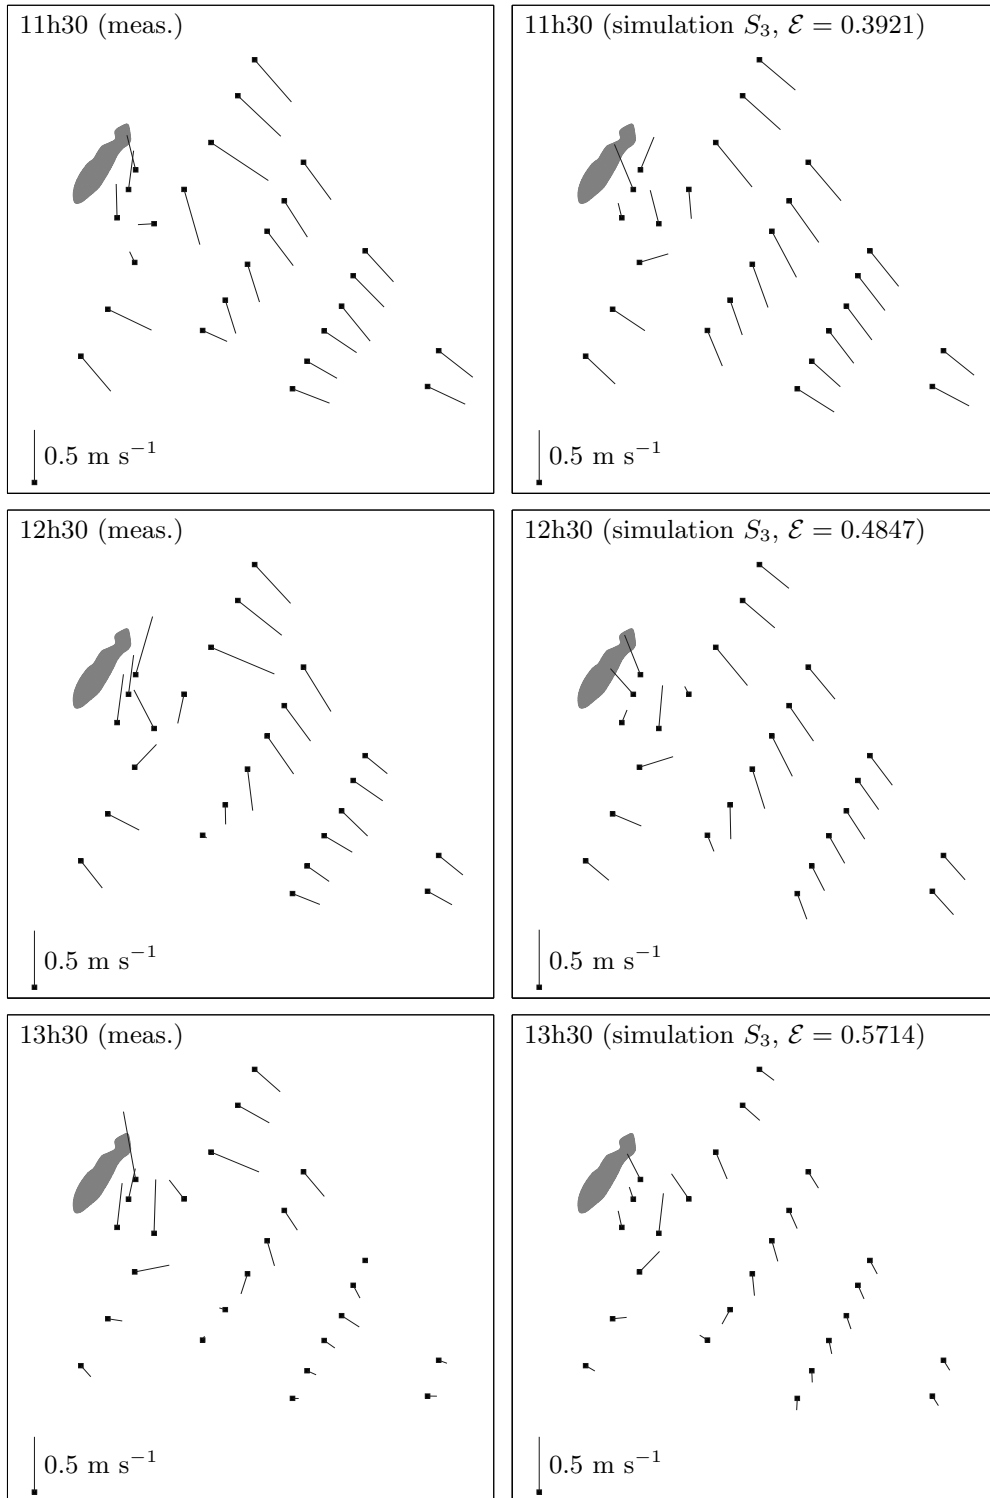 11h30 (meas.)
11h30 (simulation S₃, ℰ = 0.3921)
0.5 m s⁻¹
0.5 m s⁻¹
12h30 (meas.)
12h30 (simulation S₃, ℰ = 0.4847)
0.5 m s⁻¹
0.5 m s⁻¹
13h30 (meas.)
13h30 (simulation S₃, ℰ = 0.5714)
0.5 m s⁻¹
0.5 m s⁻¹